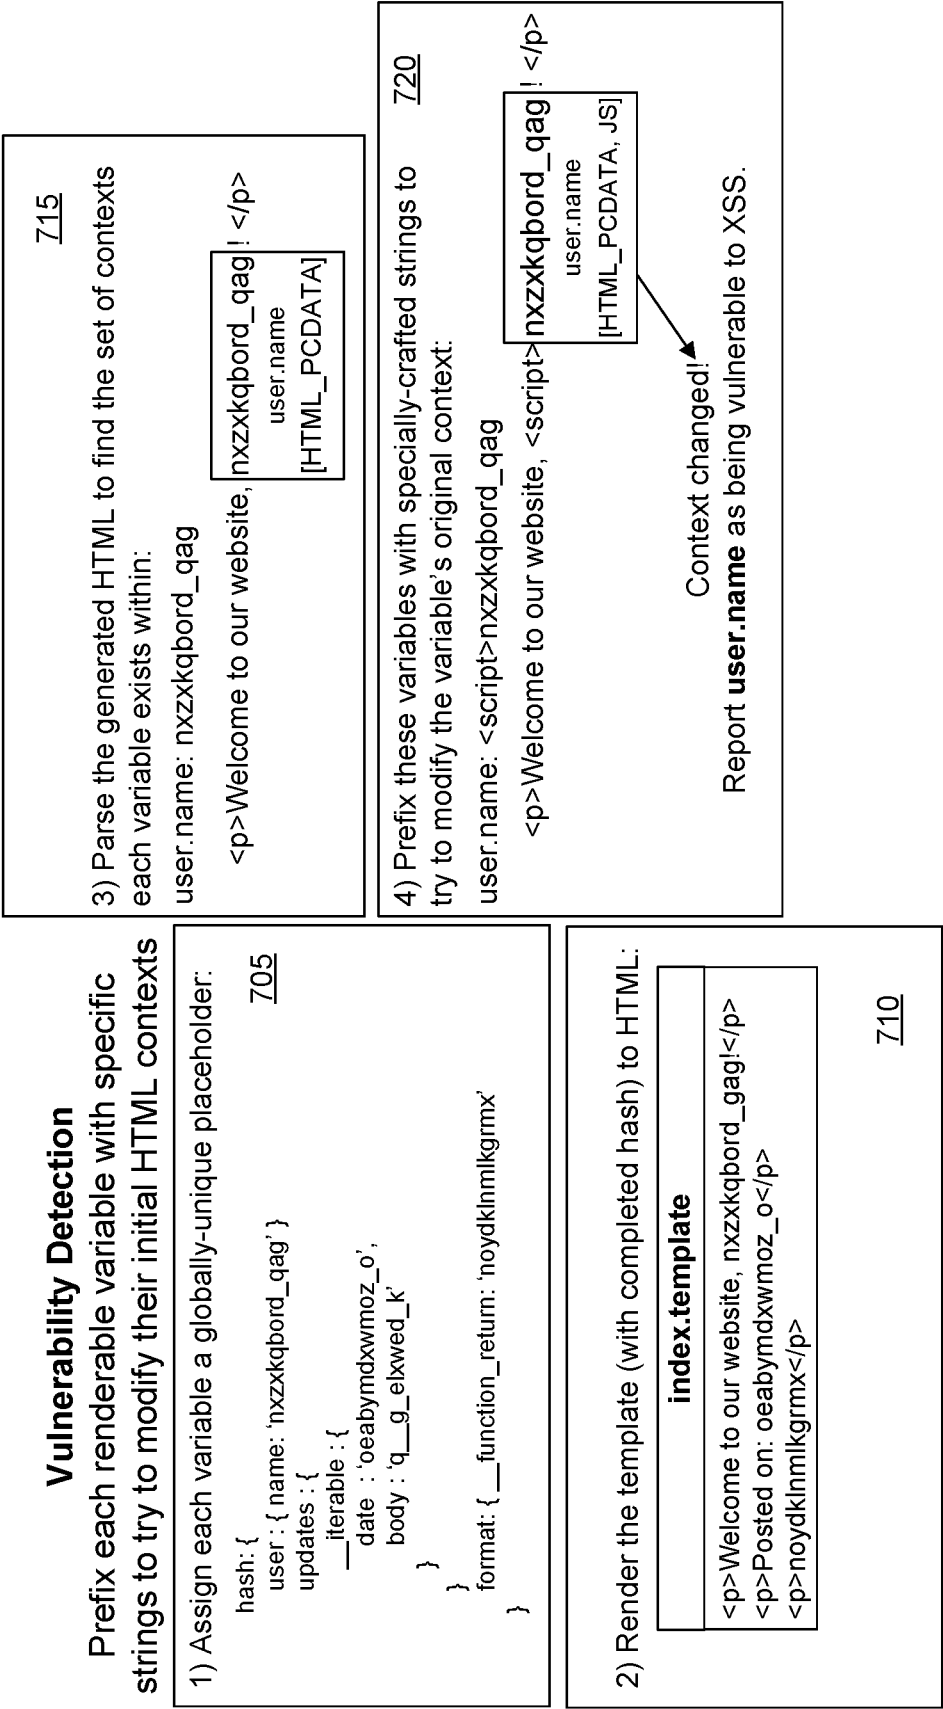 Vulnerability Detection
Prefix each renderable variable with specific
strings to try to modify their initial HTML contexts
1) Assign each variable a globally-unique placeholder:
705
hash: {
user : { name: ‘nxzxkqbord_qag’ }
updates : {
__iterable : {
date : ‘oeabymdxwmoz_o’,
body : ‘q__g_elxwed_k’
}
}
format: { __function_return: ‘noydklnmlkgrmx’
}
2) Render the template (with completed hash) to HTML:
index.template
<p>Welcome to our website, nxzxkqbord_gag!</p>
<p>Posted on: oeabymdxwmoz_o</p>
<p>noydklnmlkgrmx</p>
710
715
3) Parse the generated HTML to find the set of contexts
each variable exists within:
user.name: nxzxkqbord_qag
<p>Welcome to our website, nxzxkqbord_qag ! </p>
user.name
[HTML_PCDATA]
720
4) Prefix these variables with specially-crafted strings to
try to modify the variable’s original context:
user.name: <script>nxzxkqbord_qag
<p>Welcome to our website, <script> nxzxkqbord_qag ! </p>
user.name
[HTML_PCDATA, JS]
Context changed!
Report user.name as being vulnerable to XSS.